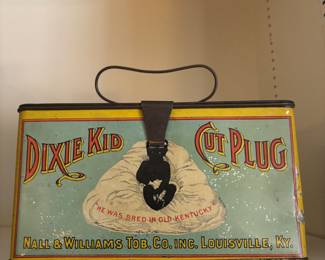 DIXIE KID CUT PLUG
"HE WAS BRED IN OLD KENTUCKY"
NALL & WILLIAMS TOB. CO. INC. LOUISVILLE, KY.